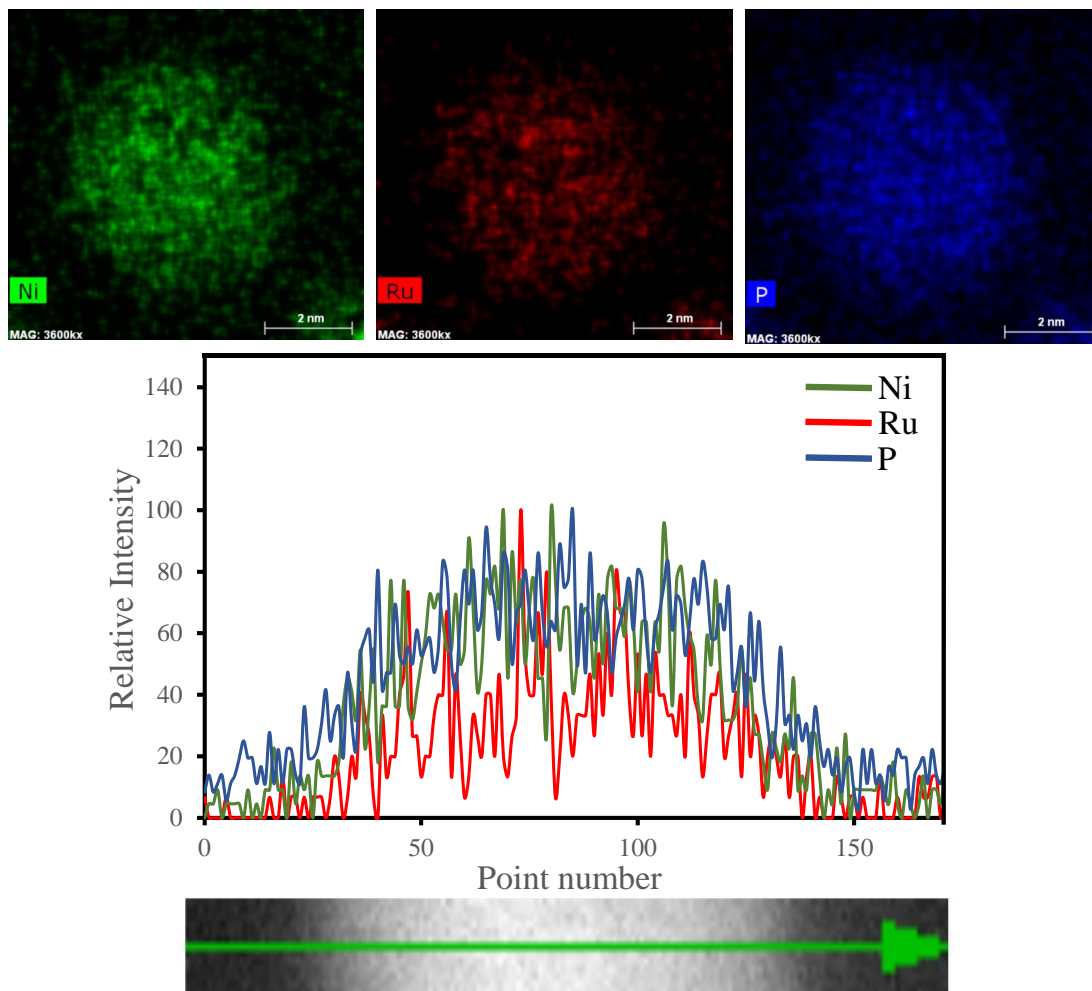 Ni
2 nm
MAG: 3600kx
Ru
2 nm
MAG: 3600kx
P
2 nm
MAG: 3600kx
140
120
100
80
60
40
20
0
Relative Intensity
Ni
Ru
P
0 50 100 150
Point number